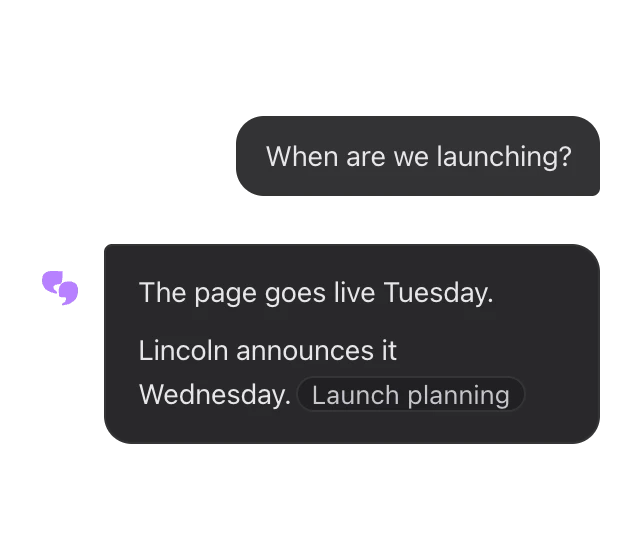 When are we launching?
The page goes live Tuesday.
Lincoln announces it
Wednesday. Launch planning